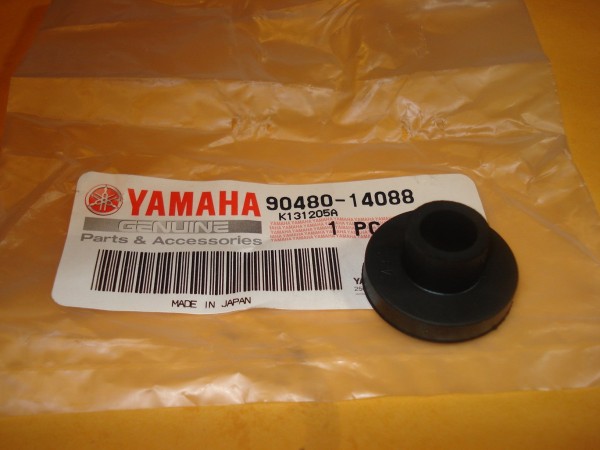 YAMAHA 90480-14088
K131205A
GENUINE
Parts & Accessories
1 PC
MADE IN JAPAN